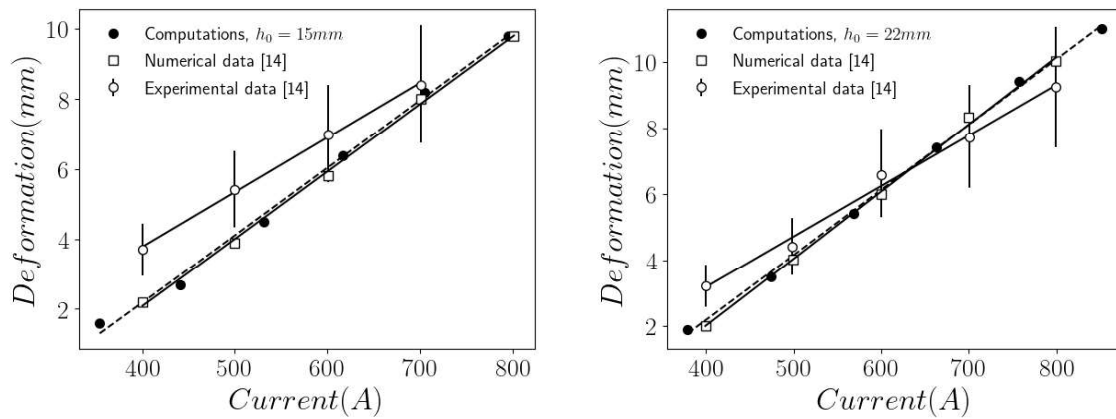 10
8
6
4
2
Deformation(mm)
Computations, h₀ = 15mm
Numerical data [14]
Experimental data [14]
400 500 600 700 800
Current(A)
10
8
6
4
2
Deformation(mm)
Computations, h₀ = 22mm
Numerical data [14]
Experimental data [14]
400 500 600 700 800
Current(A)